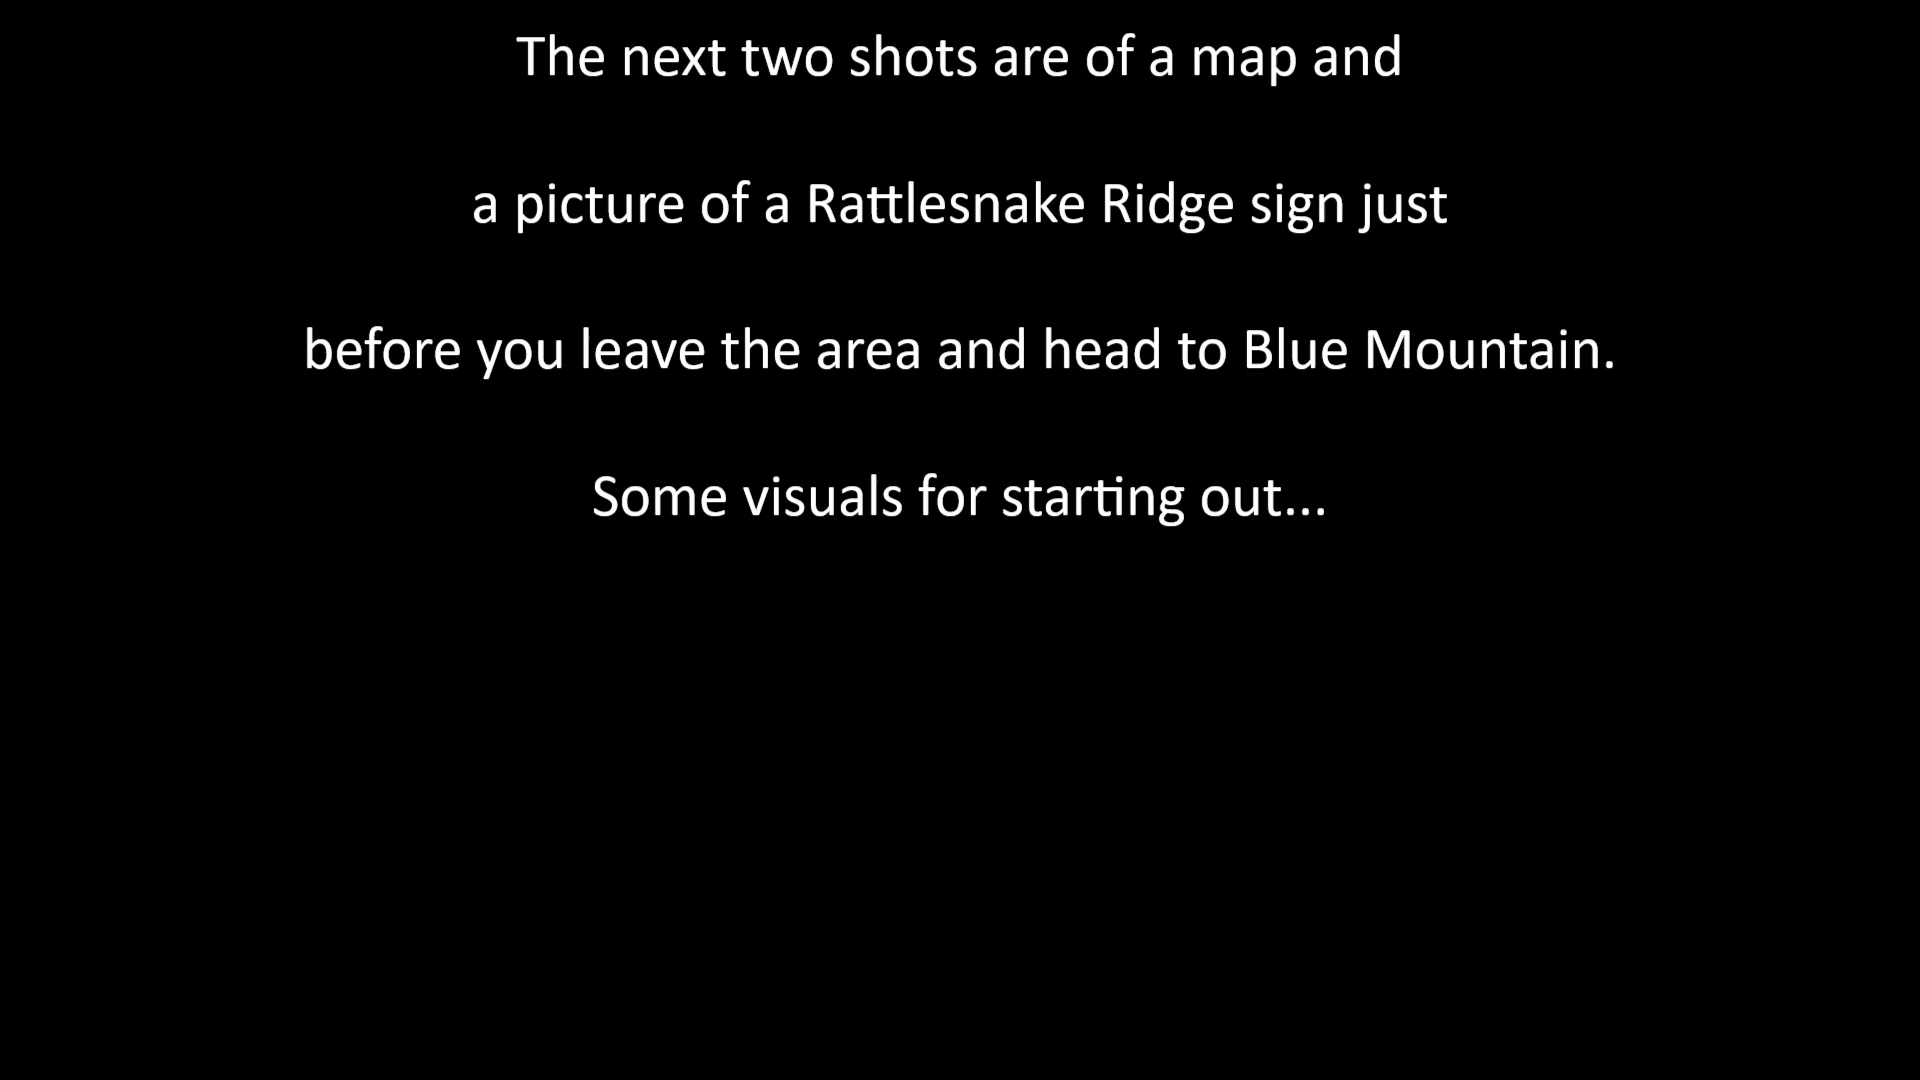 The next two shots are of a map and
a picture of a Rattlesnake Ridge sign just
before you leave the area and head to Blue Mountain.
Some visuals for starting out...